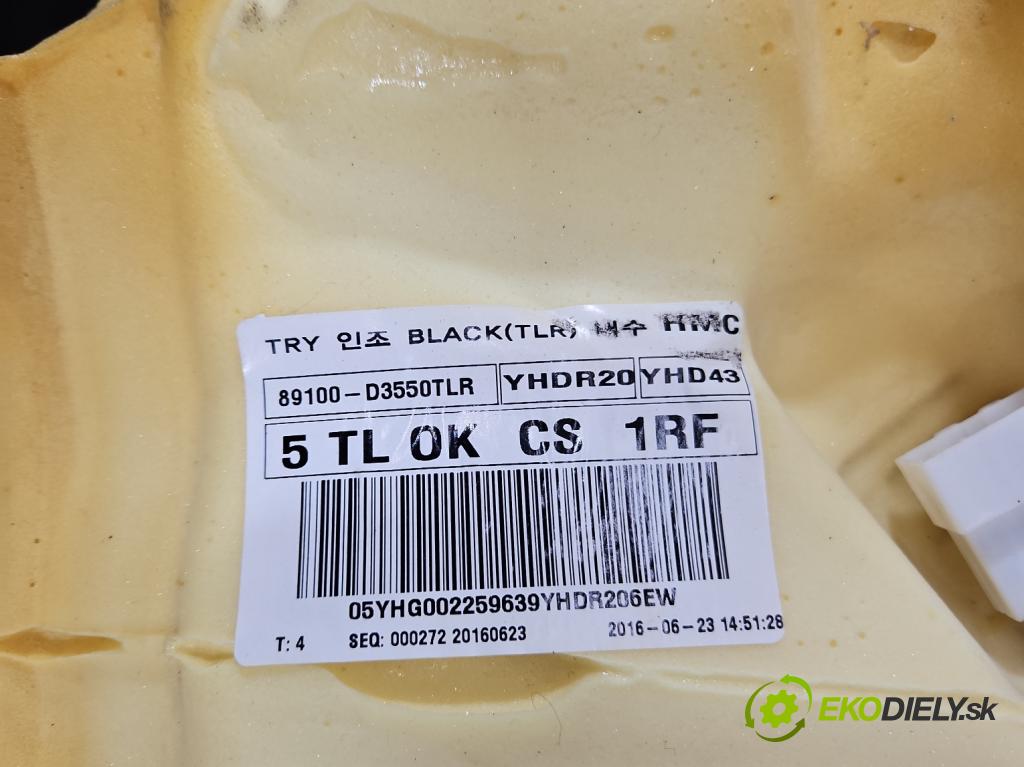 TRY 인조 BLACK(TLR) 내수 HMC
89100-D3550TLR YHDR20 YHD43
5 TL OK CS 1RF
05YHG002259639YHDR206EW
T: 4 SEQ: 000272 20160623 2016-06-23 14:51:28
EKODIELY.sk